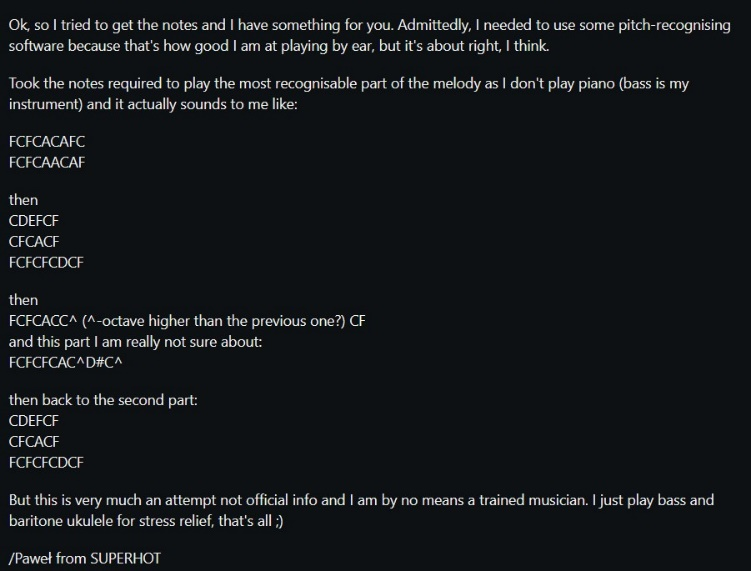 Ok, so I tried to get the notes and I have something for you. Admittedly, I needed to use some pitch-recognising
software because that's how good I am at playing by ear, but it's about right, I think.
Took the notes required to play the most recognisable part of the melody as I don't play piano (bass is my
instrument) and it actually sounds to me like:
FCFCACAFC
FCFCAACAF
then
CDEFCF
CFCACF
FCFCFCDCF
then
FCFCACC^ (^-octave higher than the previous one?) CF
and this part I am really not sure about:
FCFCFCAC^D#C^
then back to the second part:
CDEFCF
CFCACF
FCFCFCDCF
But this is very much an attempt not official info and I am by no means a trained musician. I just play bass and
baritone ukulele for stress relief, that's all ;)
/Paweł from SUPERHOT